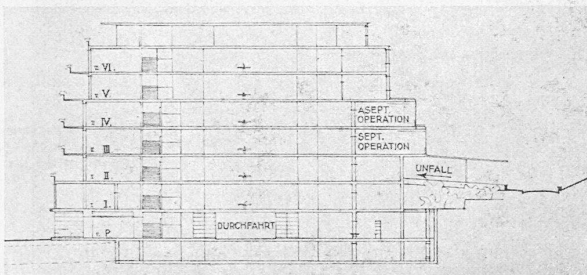 VI.
V.
ASEPT.
OPERATION
IV.
SEPT.
OPERATION
III
II
UNFALL
I.
DURCHFAHRT
P.